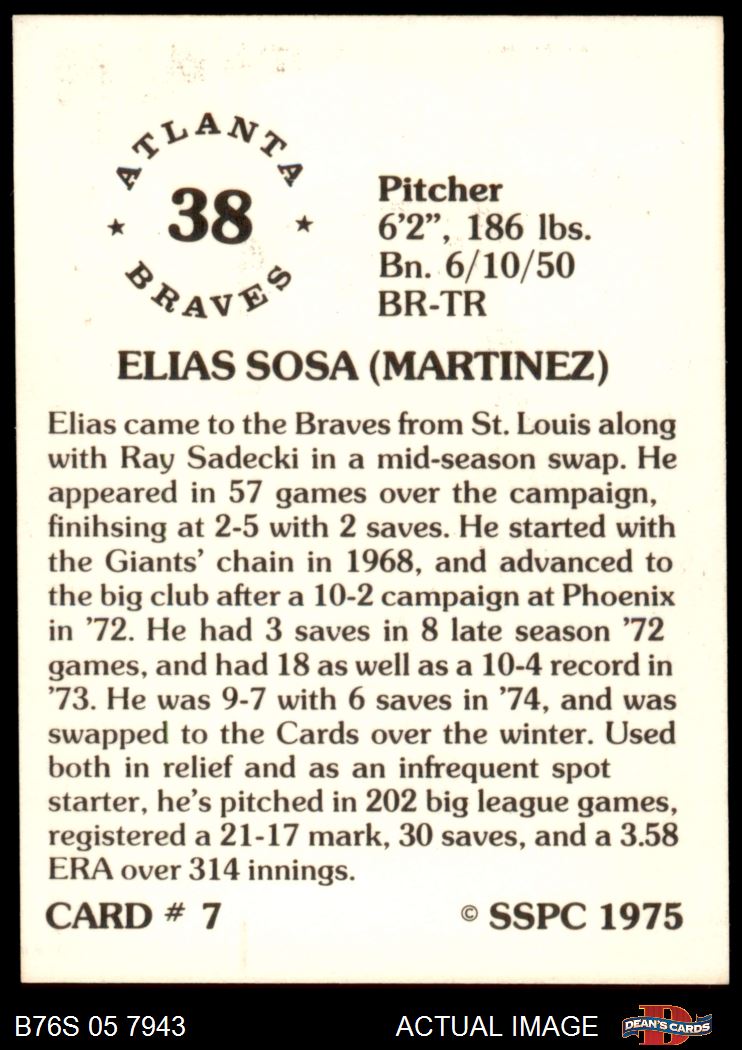 ATLANTA
★ 38 ★
BRAVES
Pitcher
6'2", 186 lbs.
Bn. 6/10/50
BR-TR
ELIAS SOSA (MARTINEZ)
Elias came to the Braves from St. Louis along
with Ray Sadecki in a mid-season swap. He
appeared in 57 games over the campaign,
finihsing at 2-5 with 2 saves. He started with
the Giants’ chain in 1968, and advanced to
the big club after a 10-2 campaign at Phoenix
in ’72. He had 3 saves in 8 late season ’72
games, and had 18 as well as a 10-4 record in
’73. He was 9-7 with 6 saves in ’74, and was
swapped to the Cards over the winter. Used
both in relief and as an infrequent spot
starter, he’s pitched in 202 big league games,
registered a 21-17 mark, 30 saves, and a 3.58
ERA over 314 innings.
CARD # 7 © SSPC 1975
B76S 05 7943 ACTUAL IMAGE D DEAN'S CARDS